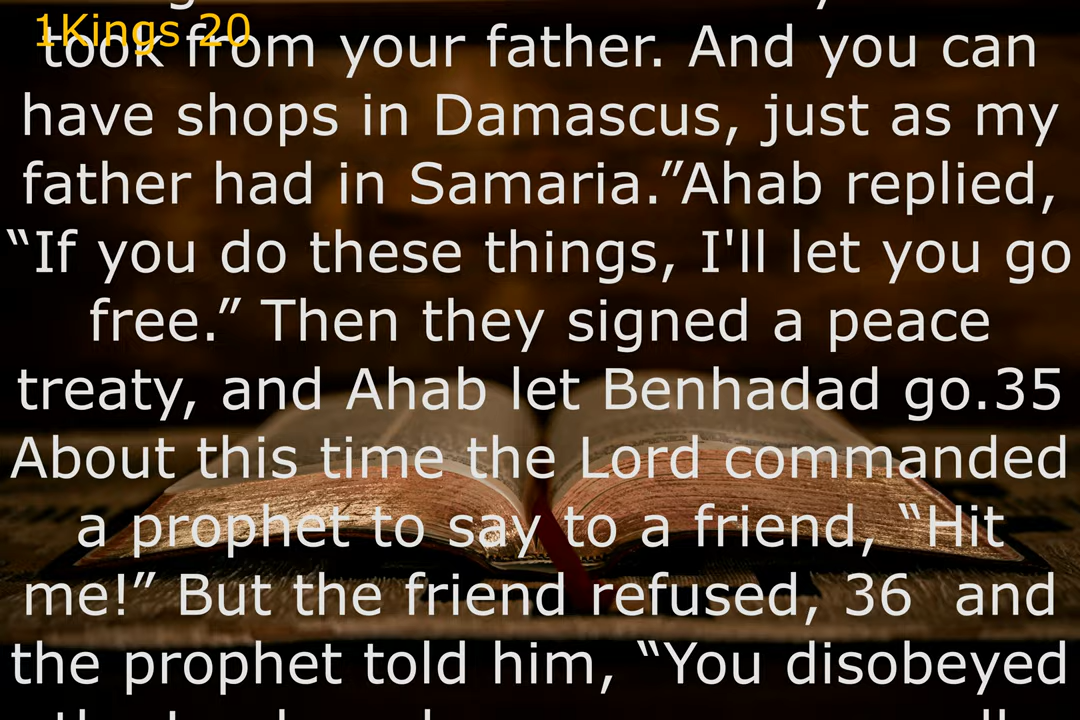 1Kings 20
took from your father. And you can
have shops in Damascus, just as my
father had in Samaria.”Ahab replied,
“If you do these things, I'll let you go
free.” Then they signed a peace
treaty, and Ahab let Benhadad go.35
About this time the Lord commanded
a prophet to say to a friend, “Hit
me!” But the friend refused, 36  and
the prophet told him, “You disobeyed